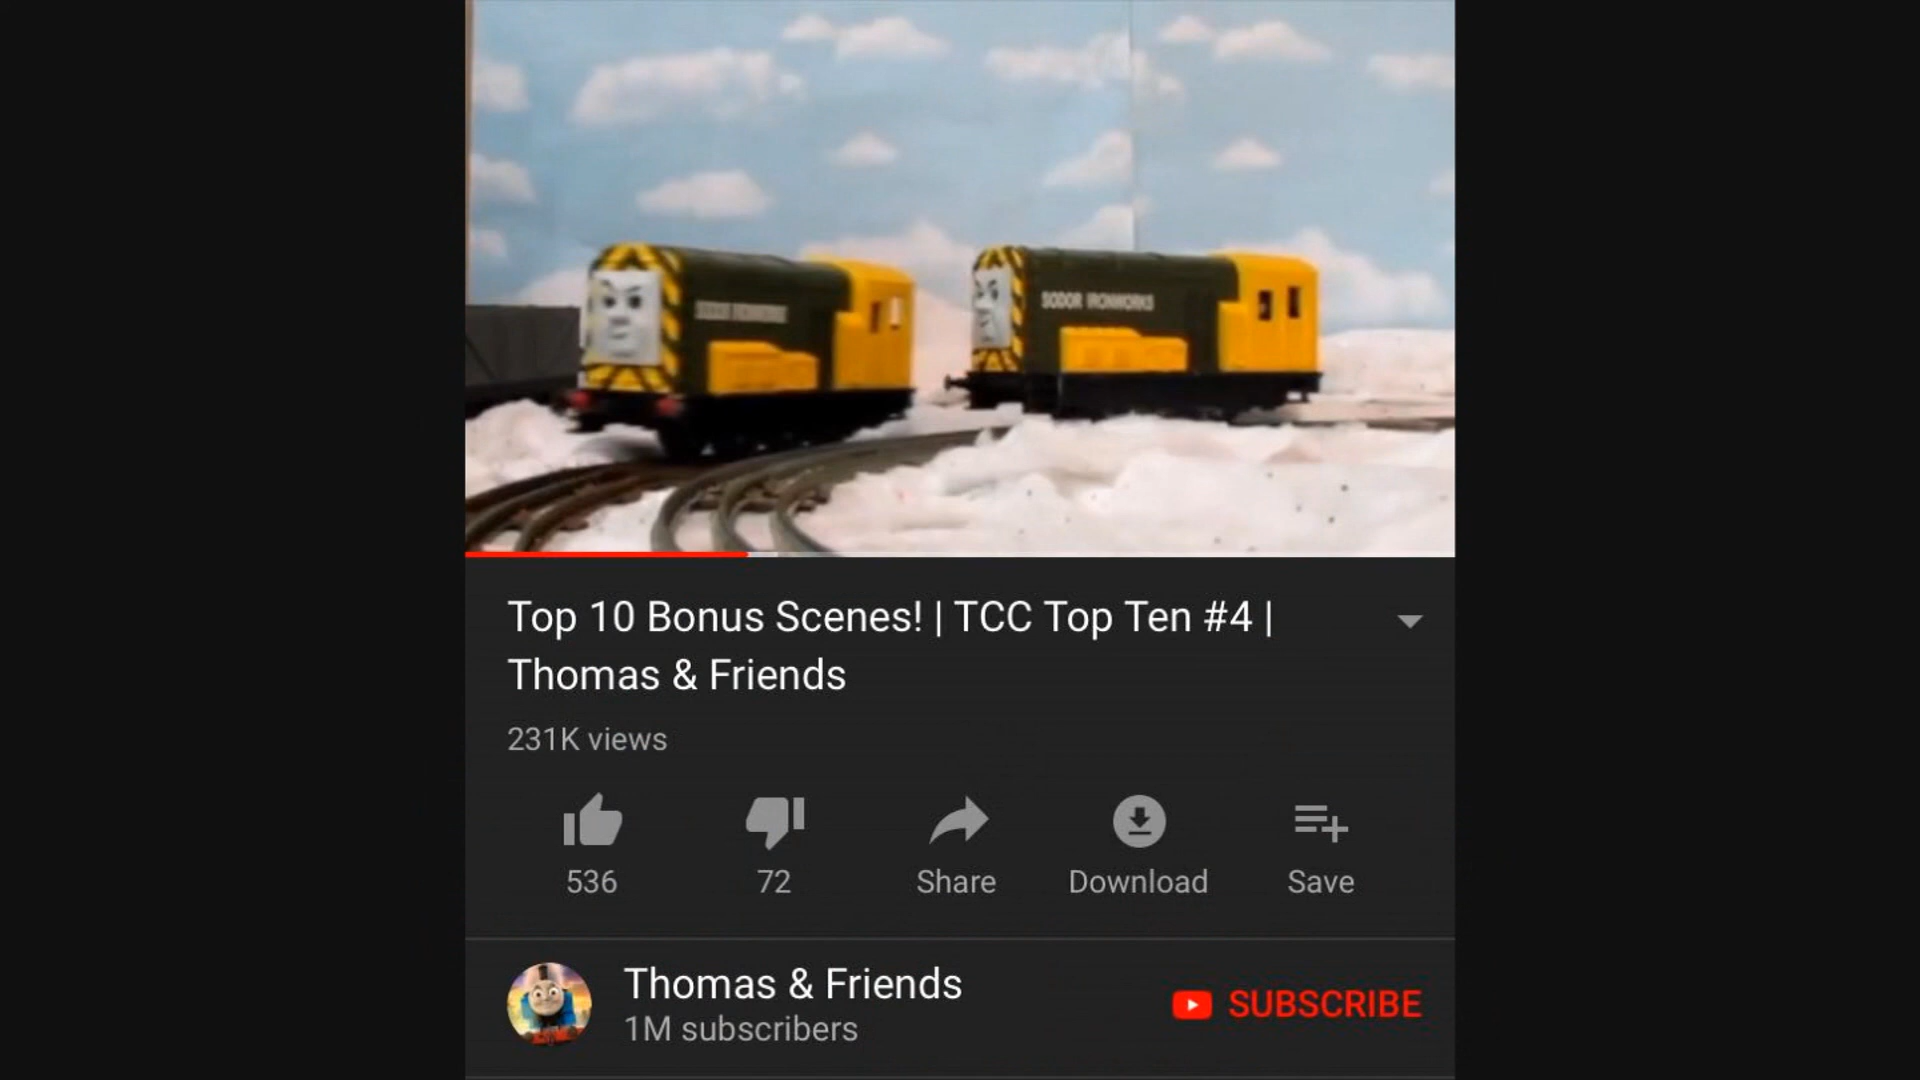 SODOR IRONWORKS
Top 10 Bonus Scenes! | TCC Top Ten #4 |
Thomas & Friends
231K views
536
72
Share
Download
Save
Thomas & Friends
1M subscribers
SUBSCRIBE